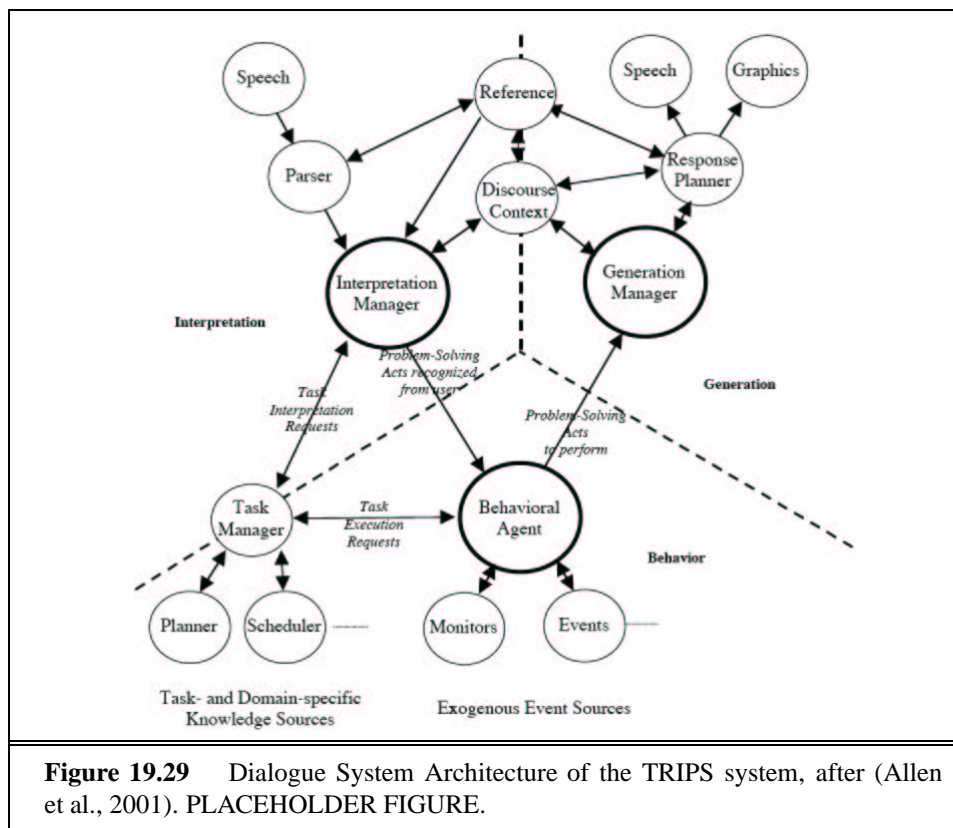 Speech
Speech
Graphics
Reference
Parser
Response
Planner
Discourse
Context
Interpretation
Manager
Generation
Manager
Interpretation
Problem-Solving
Acts recognized
from user
Generation
Task
Interpretation
Requests
Problem-Solving
Acts
to perform
Task
Manager
Task
Execution
Requests
Behavioral
Agent
Behavior
Planner
Scheduler
Monitors
Events
Task- and Domain-specific
Knowledge Sources
Exogenous Event Sources
Figure 19.29 Dialogue System Architecture of the TRIPS system, after (Allen
et al., 2001). PLACEHOLDER FIGURE.